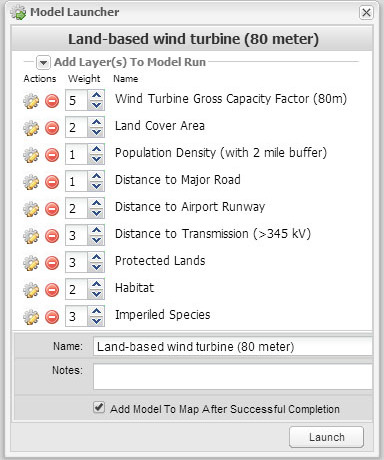 Model Launcher
Land-based wind turbine (80 meter)
Add Layer(s) To Model Run
Actions Weight Name
5 Wind Turbine Gross Capacity Factor (80m)
2 Land Cover Area
1 Population Density (with 2 mile buffer)
1 Distance to Major Road
2 Distance to Airport Runway
3 Distance to Transmission (>345 kV)
3 Protected Lands
2 Habitat
3 Imperiled Species
Name: Land-based wind turbine (80 meter)
Notes:
Add Model To Map After Successful Completion
Launch